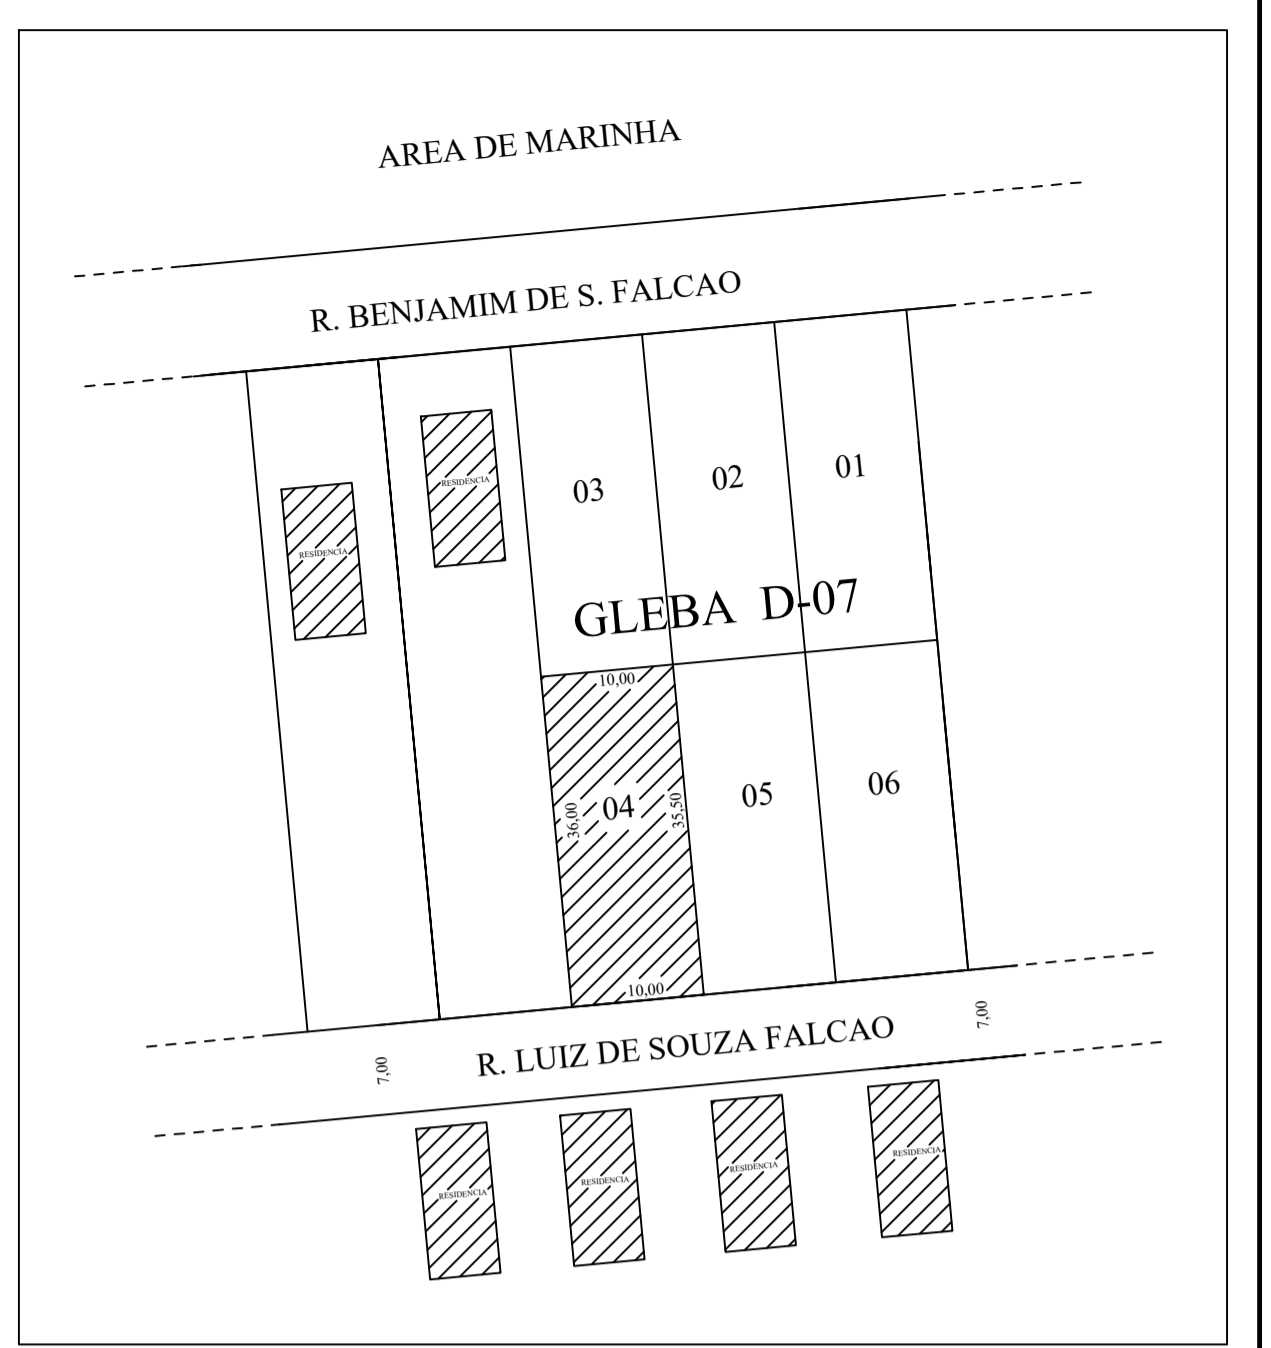 AREA DE MARINHA
R. BENJAMIM DE S. FALCAO
RESIDENCIA
RESIDENCIA
03
02
01
GLEBA D-07
10,00
36,00
04
35,50
05
06
10,00
7,00
R. LUIZ DE SOUZA FALCAO
7,00
RESIDENCIA
RESIDENCIA
RESIDENCIA
RESIDENCIA